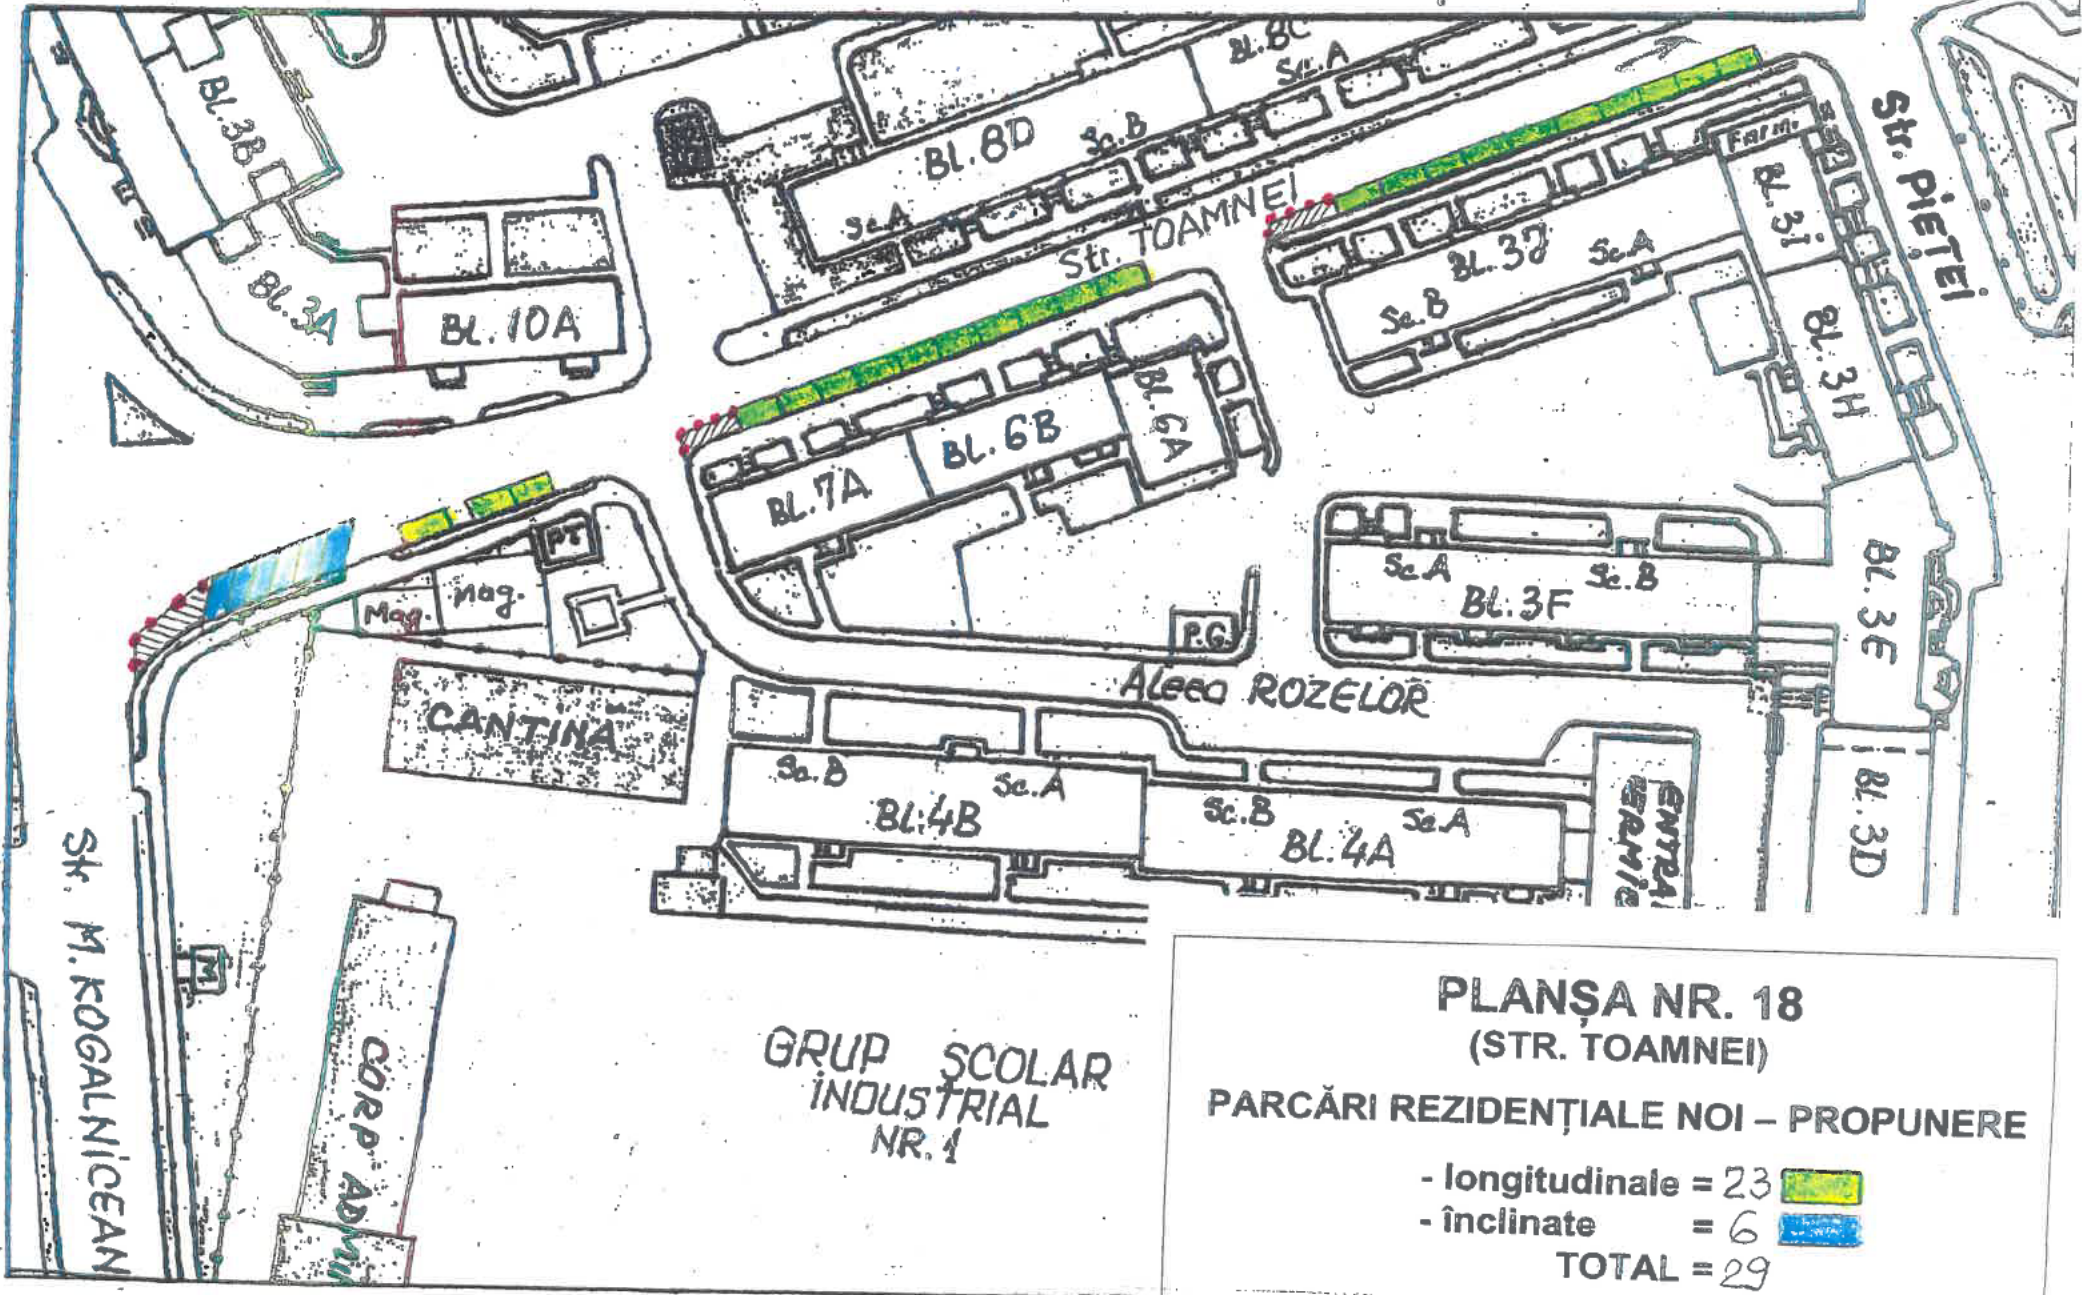 Bl. 3B
Bl. 3A
Bl. 10A
Bl. 8C
Sc. A
Sc. B
Bl. 8D
Sc. A
Str. TOAMNEI
Farm.
Bl. 3I
Str. PIEȚEI
Bl. 3J
Sc. A
Sc. B
Bl. 3H
Bl. 6A
Bl. 6B
Bl. 7A
PT
Mag.
Mag.
CANTINA
P.G.
Sc. A
Sc. B
Bl. 3F
Bl. 3E
Aleea ROZELOR
Sc. B
Sc. A
Bl. 4B
Sc. B
Sc. A
Bl. 4A
Bl. 3D
Str. M. KOGALNICEAN
M
CORP ADMI
GRUP ȘCOLAR
INDUSTRIAL
NR. 1
PLANȘA NR. 18
(STR. TOAMNEI)
PARCĂRI REZIDENȚIALE NOI – PROPUNERE
- longitudinale = 23
- înclinate = 6
TOTAL = 29